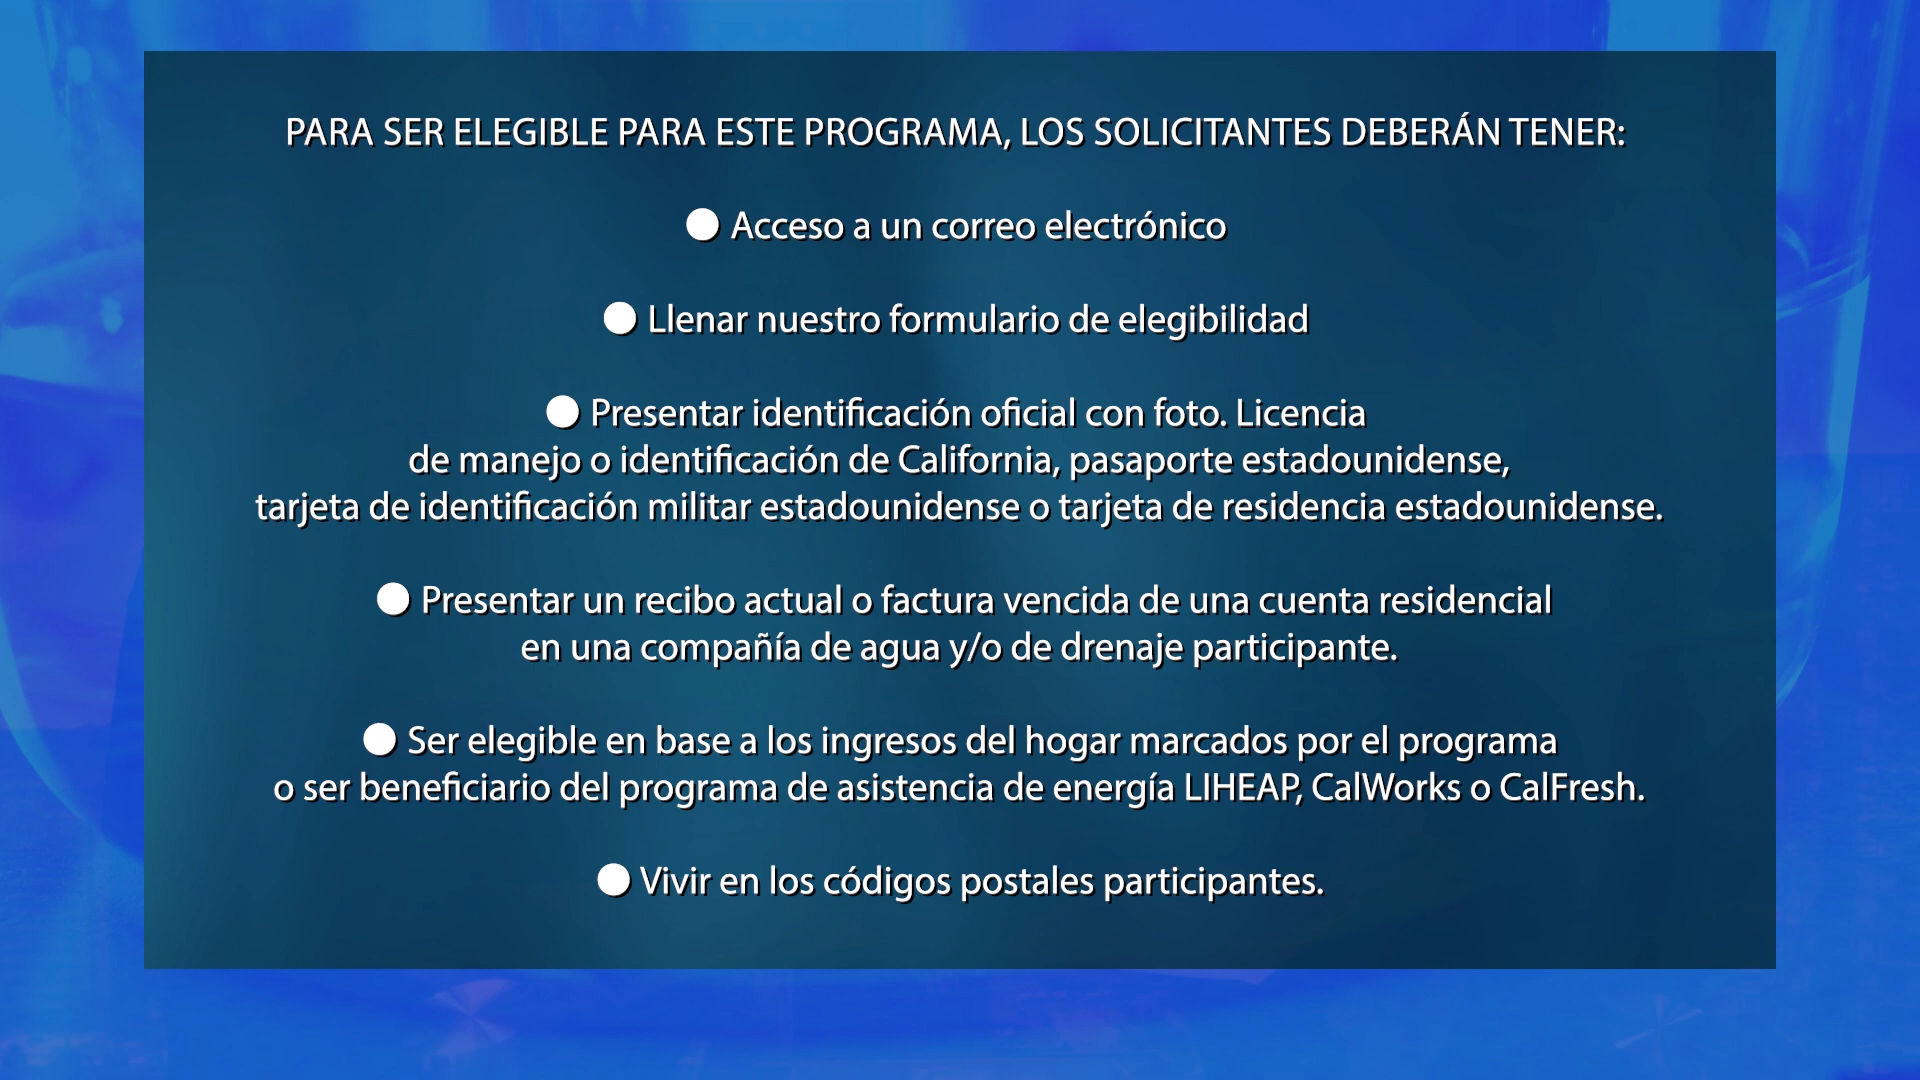 PARA SER ELEGIBLE PARA ESTE PROGRAMA, LOS SOLICITANTES DEBERÁN TENER:
● Acceso a un correo electrónico
● Llenar nuestro formulario de elegibilidad
● Presentar identificación oficial con foto. Licencia
de manejo o identificación de California, pasaporte estadounidense,
tarjeta de identificación militar estadounidense o tarjeta de residencia estadounidense.
● Presentar un recibo actual o factura vencida de una cuenta residencial
en una compañía de agua y/o de drenaje participante.
● Ser elegible en base a los ingresos del hogar marcados por el programa
o ser beneficiario del programa de asistencia de energía LIHEAP, CalWorks o CalFresh.
● Vivir en los códigos postales participantes.